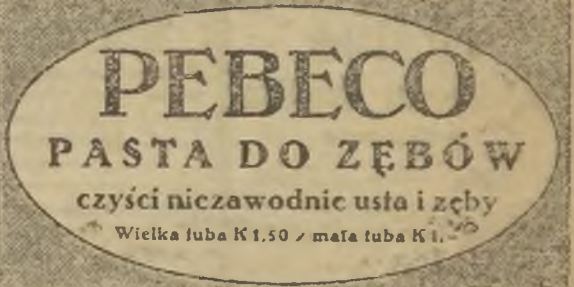 PEBECO
PASTA DO ZĘBÓW
czyści niezawodnie usta i zęby
Wielka tuba K 1.50 / mała tuba K 1.—